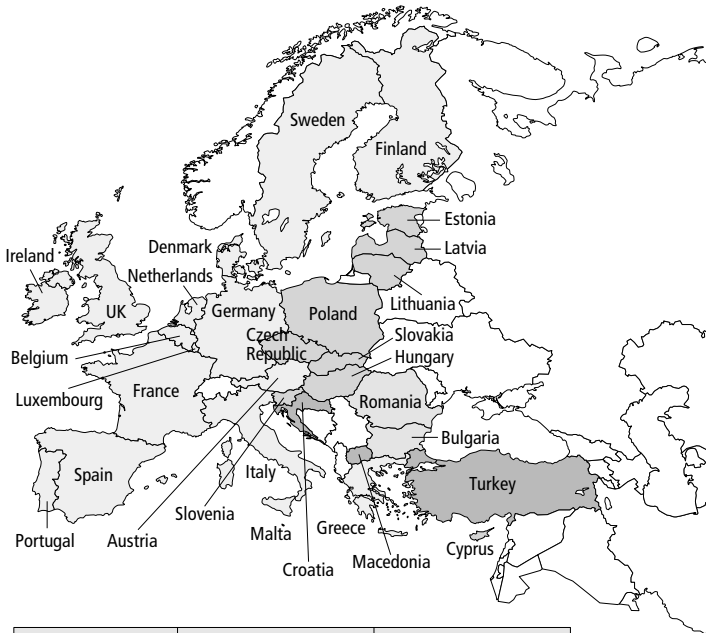 Sweden
Finland
Estonia
Latvia
Lithuania
Ireland
Denmark
Netherlands
UK
Germany
Poland
Czech
Republic
Slovakia
Hungary
Belgium
Luxembourg
France
Romania
Bulgaria
Spain
Italy
Turkey
Slovenia
Portugal
Austria
Malta
Greece
Croatia
Macedonia
Cyprus